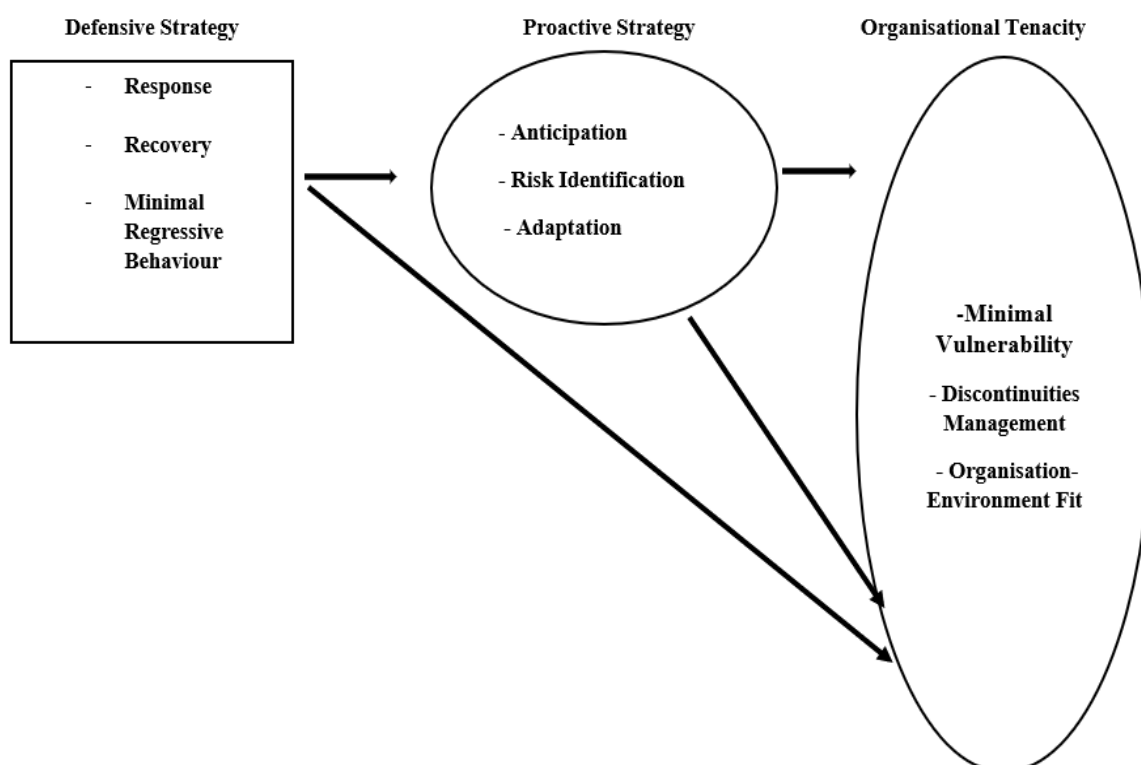 Defensive Strategy
- Response
- Recovery
- Minimal
Regressive
Behaviour
Proactive Strategy
- Anticipation
- Risk Identification
- Adaptation
Organisational Tenacity
-Minimal
Vulnerability
- Discontinuities
Management
- Organisation-
Environment Fit